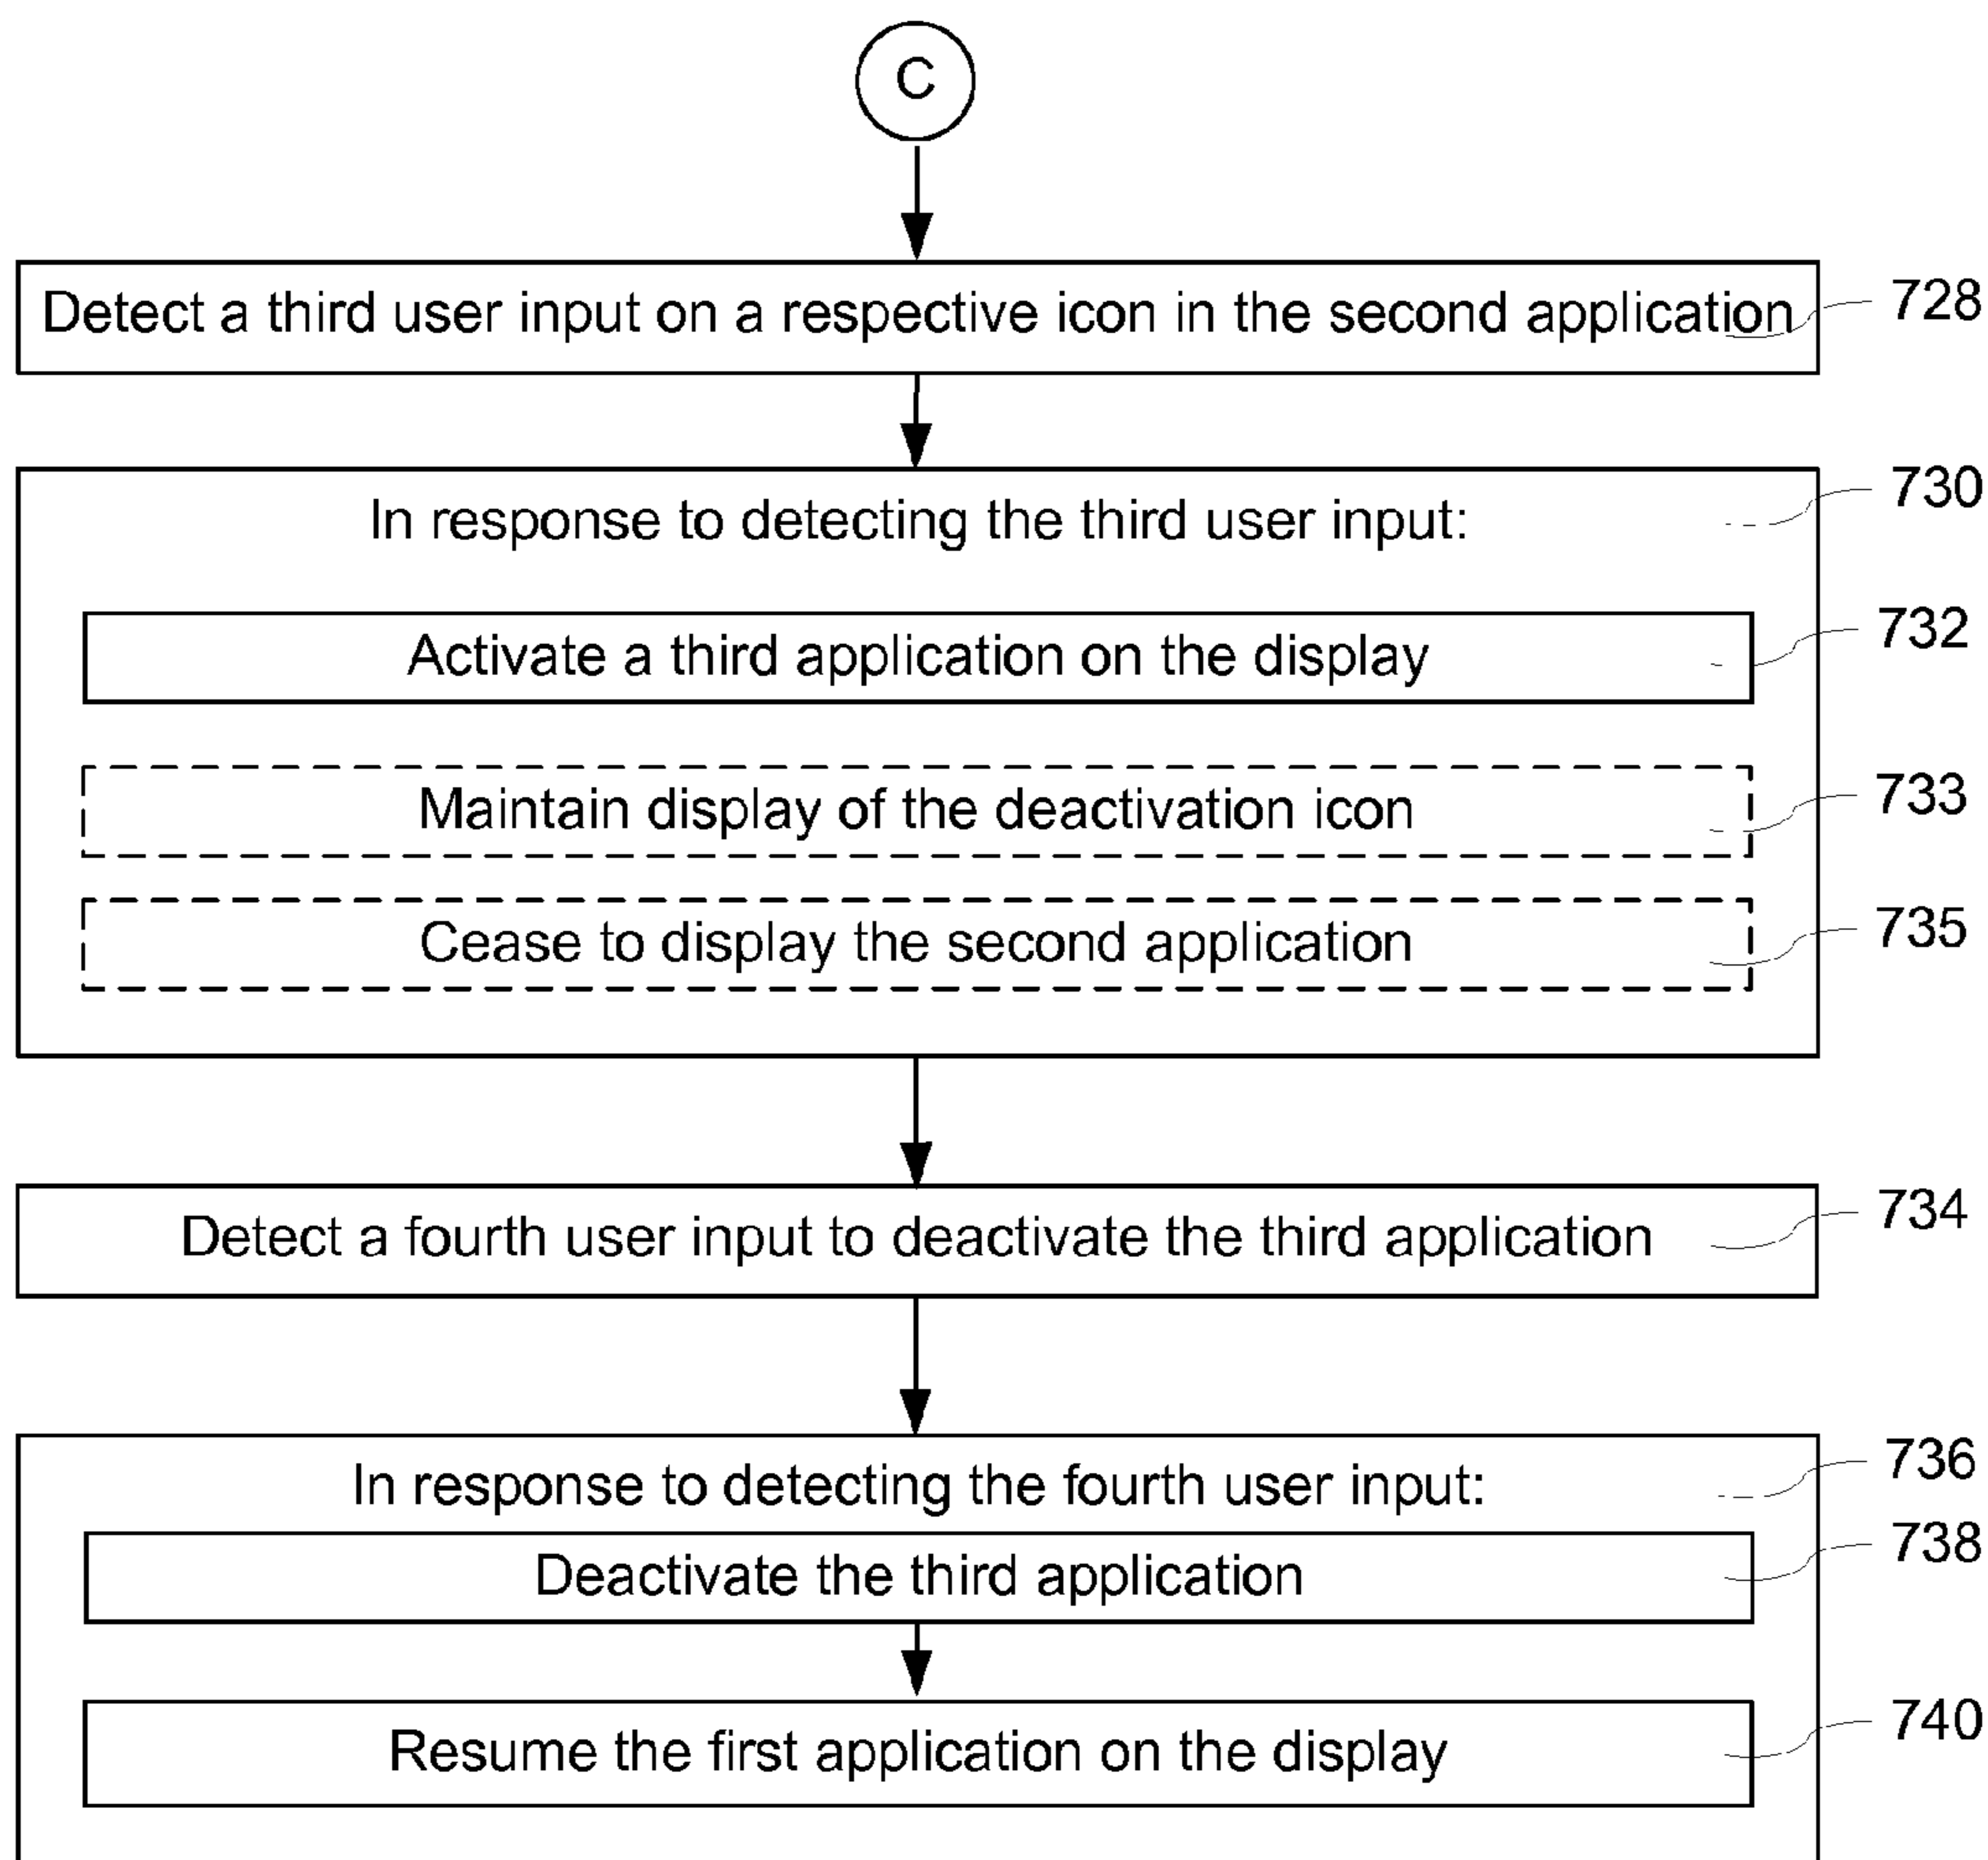 C
Detect a third user input on a respective icon in the second application
728
In response to detecting the third user input:
730
Activate a third application on the display
732
Maintain display of the deactivation icon
733
Cease to display the second application
735
Detect a fourth user input to deactivate the third application
734
In response to detecting the fourth user input:
736
Deactivate the third application
738
Resume the first application on the display
740